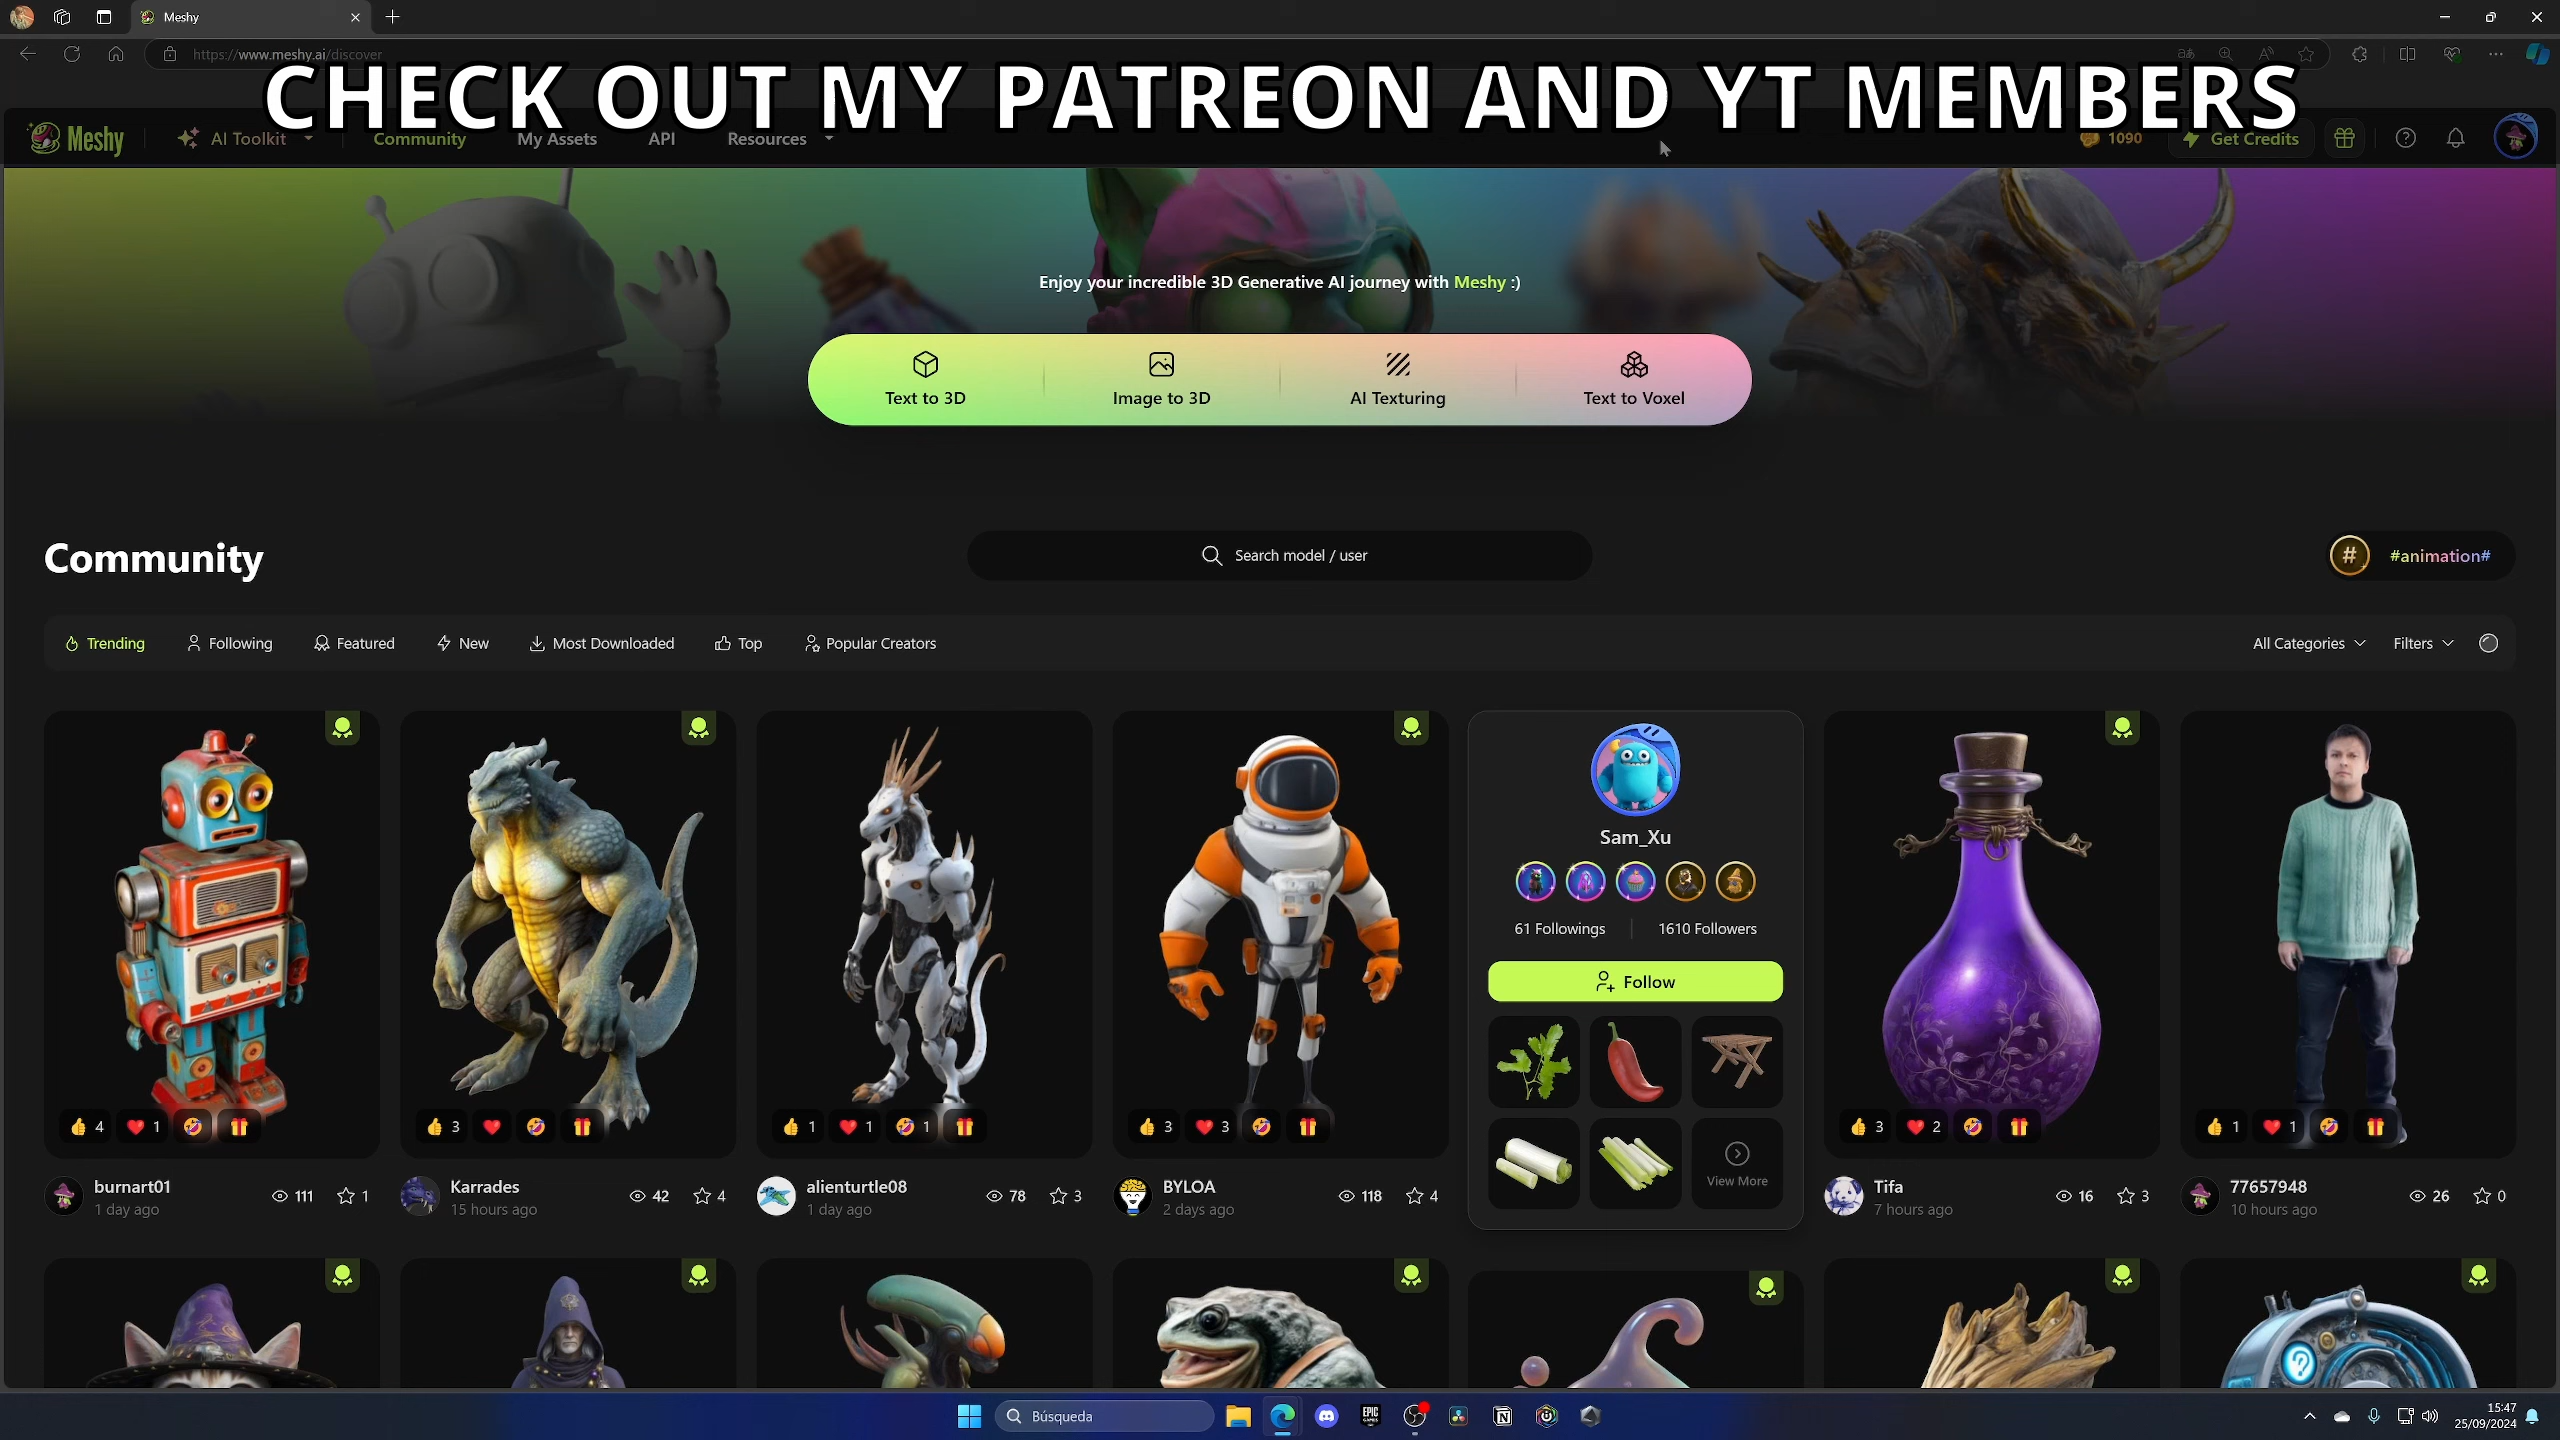 Meshy
https://www.meshy.ai/discover
CHECK OUT MY PATREON AND YT MEMBERS
Meshy
AI Toolkit
Community
My Assets
API
Resources
1090
Get Credits
Enjoy your incredible 3D Generative AI journey with Meshy :)
Text to 3D
Image to 3D
AI Texturing
Text to Voxel
Community
Search model / user
#
#animation#
Trending
Following
Featured
New
Most Downloaded
Top
Popular Creators
All Categories
Filters
Sam_Xu
61 Followings
1610 Followers
Follow
View More
4
1
3
1
1
1
3
3
3
2
1
1
burnart01
1 day ago
111
1
Karrades
15 hours ago
42
4
alienturtle08
1 day ago
78
3
BYLOA
2 days ago
118
4
Tifa
7 hours ago
16
3
77657948
10 hours ago
26
0
?
Búsqueda
EPIC
GAMES
15:47
25/09/2024